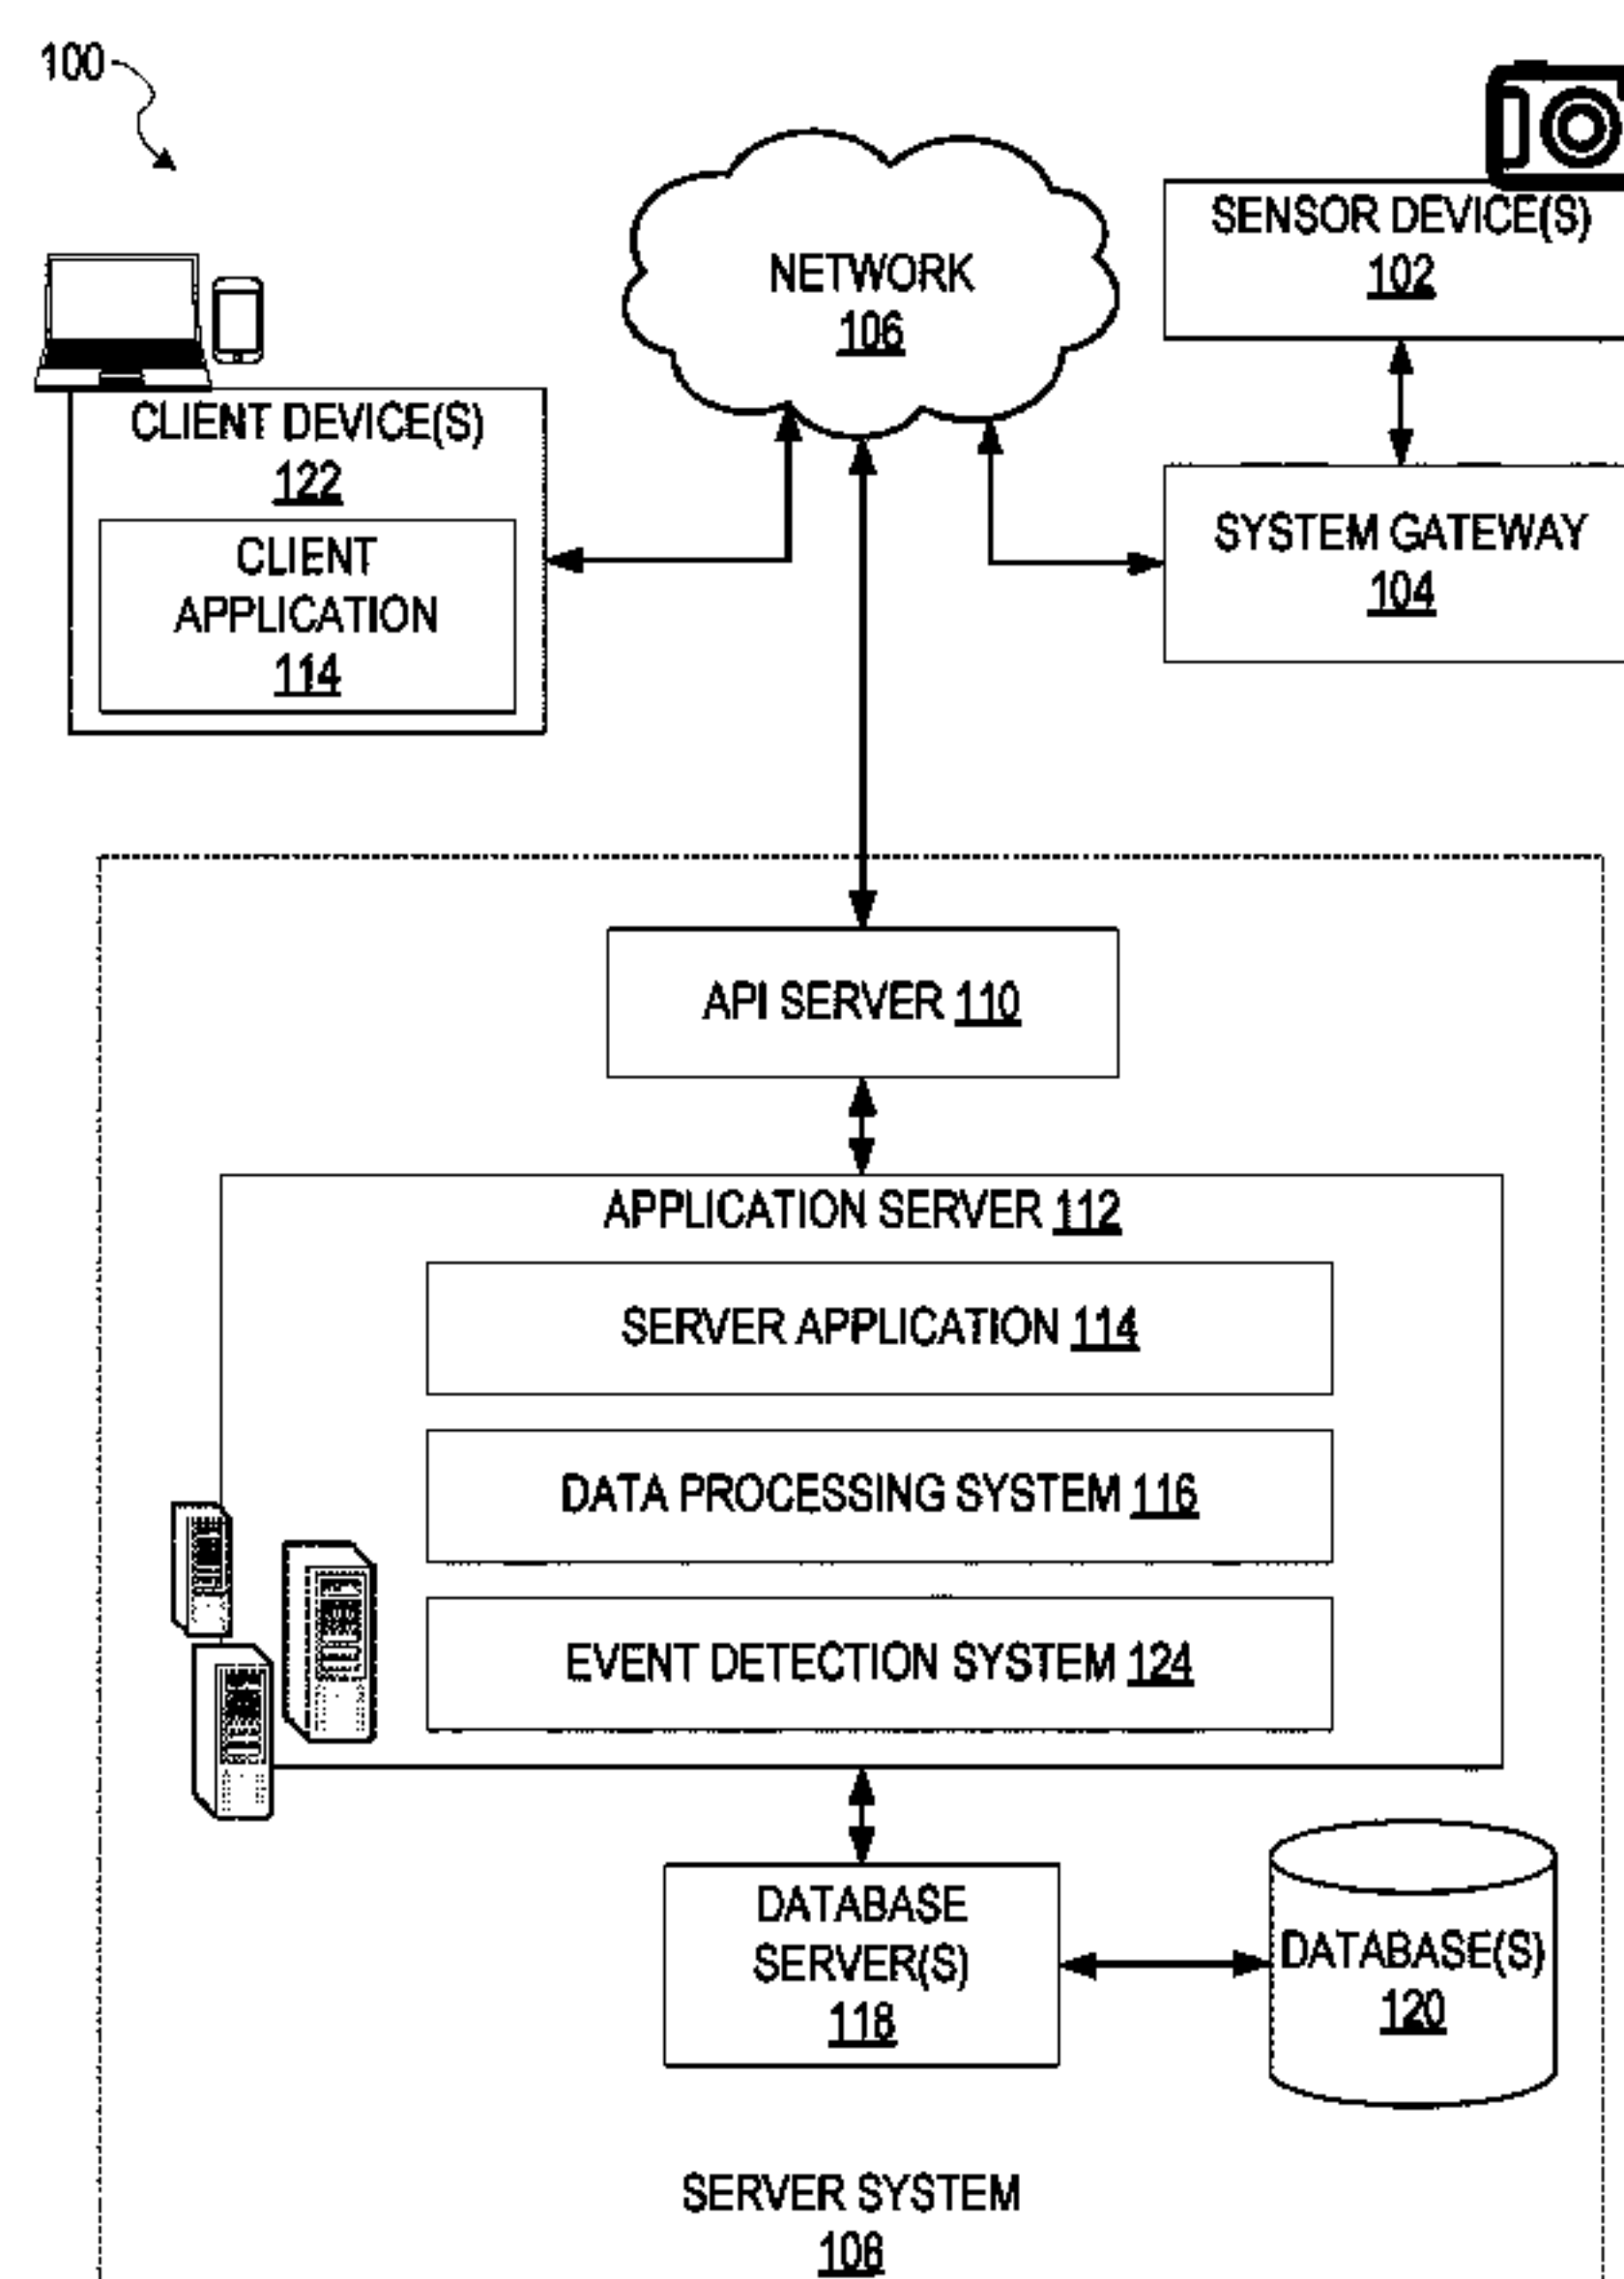 100
NETWORK
106
SENSOR DEVICE(S)
102
CLIENT DEVICE(S)
122
CLIENT
APPLICATION
114
SYSTEM GATEWAY
104
API SERVER 110
APPLICATION SERVER 112
SERVER APPLICATION 114
DATA PROCESSING SYSTEM 116
EVENT DETECTION SYSTEM 124
DATABASE
SERVER(S)
118
DATABASE(S)
120
SERVER SYSTEM
108